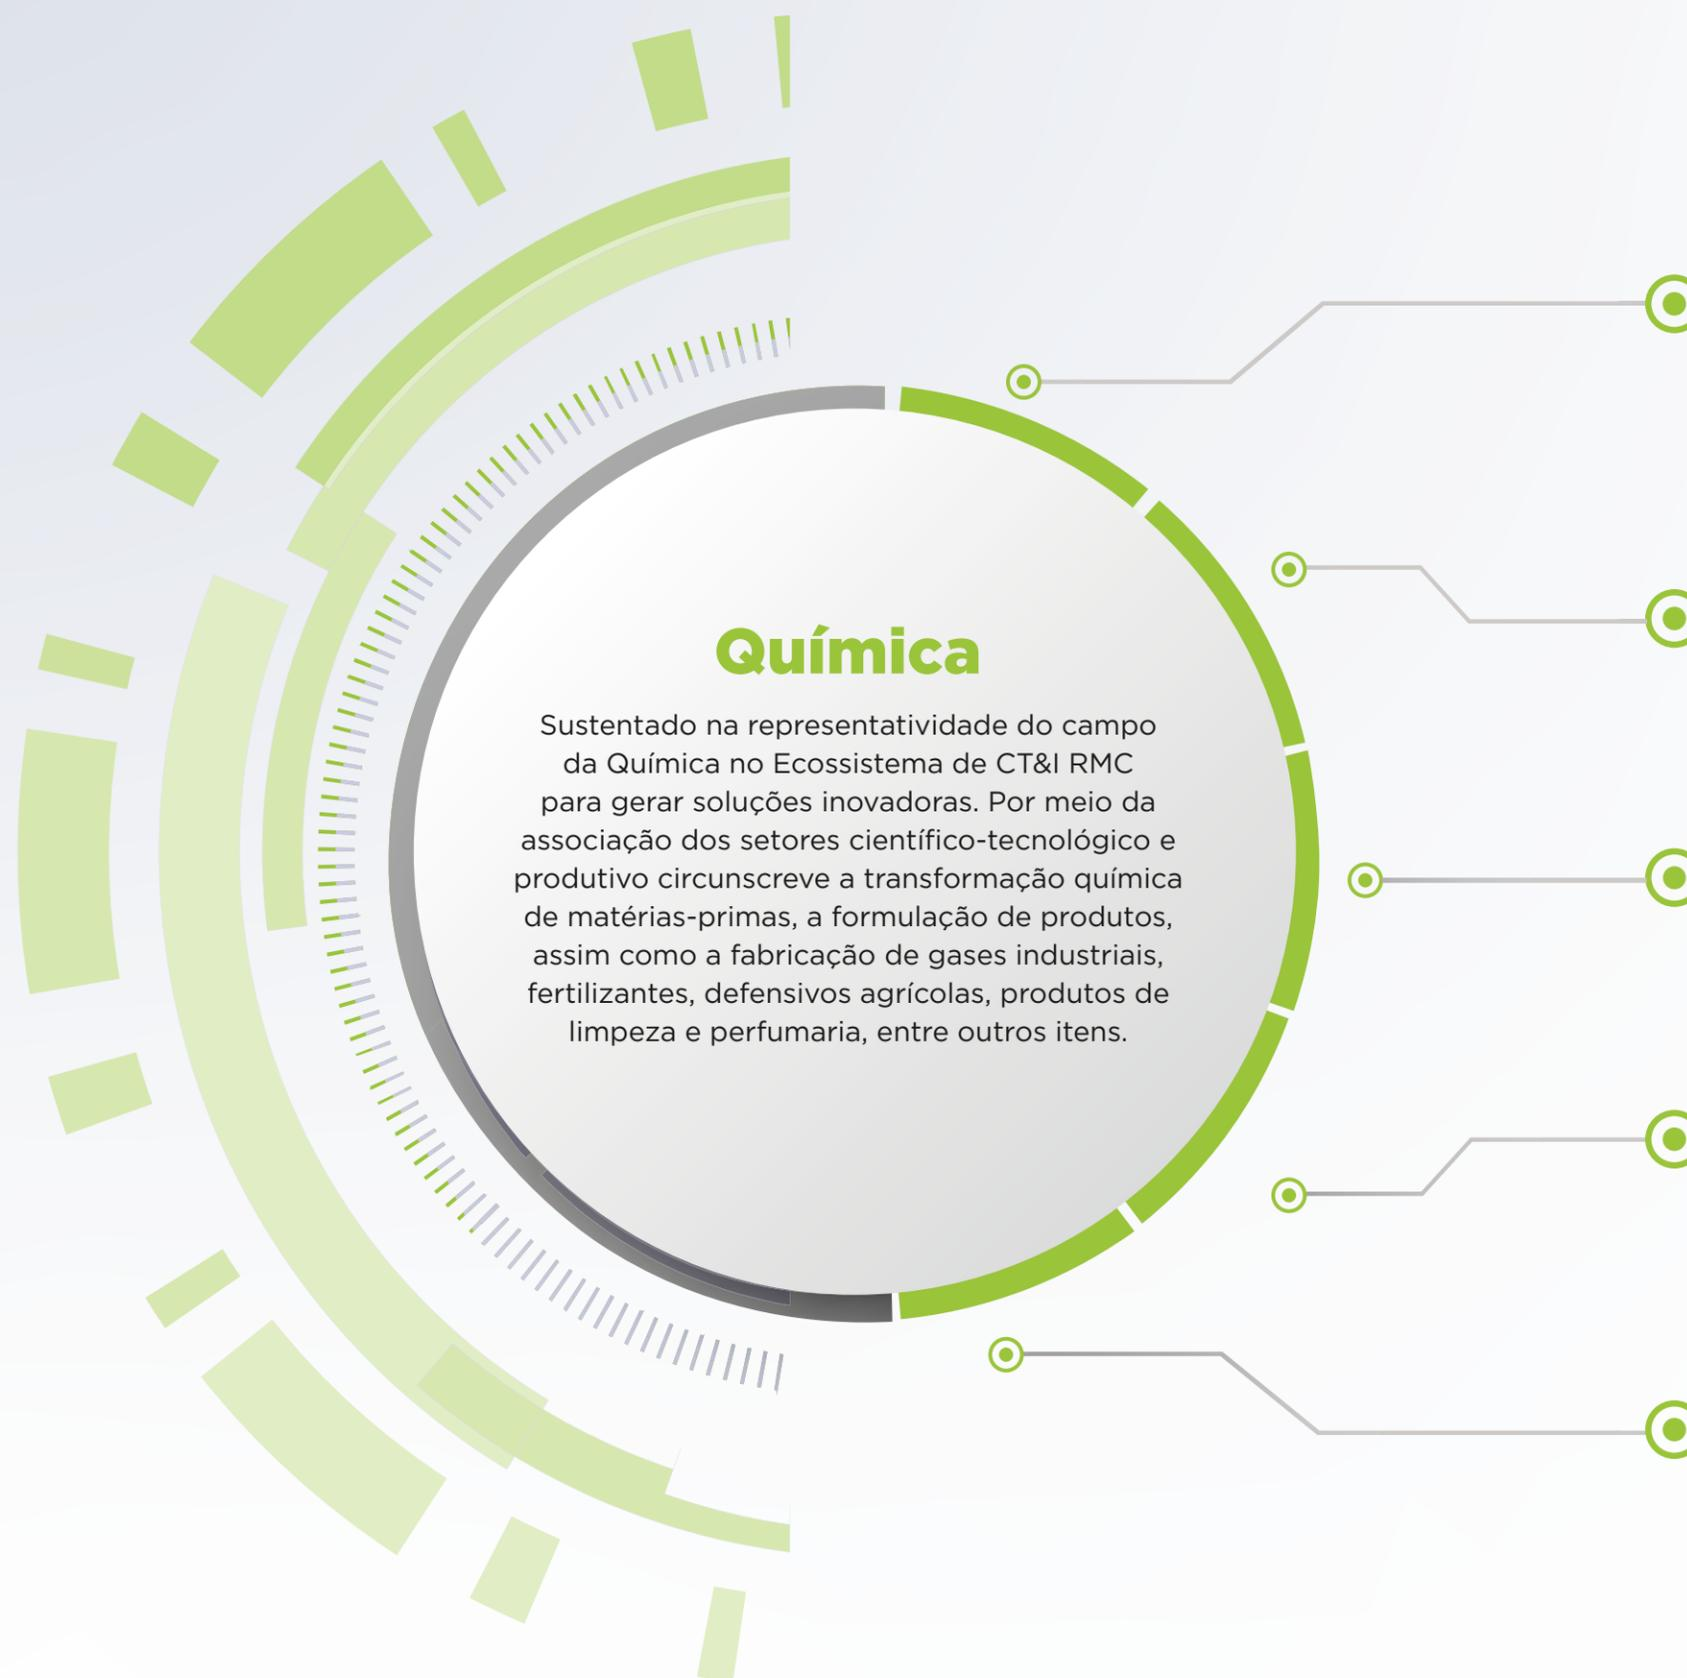 Química
Sustentado na representatividade do campo
da Química no Ecossistema de CT&I RMC
para gerar soluções inovadoras. Por meio da
associação dos setores científico-tecnológico e
produtivo circunscreve a transformação química
de matérias-primas, a formulação de produtos,
assim como a fabricação de gases industriais,
fertilizantes, defensivos agrícolas, produtos de
limpeza e perfumaria, entre outros itens.